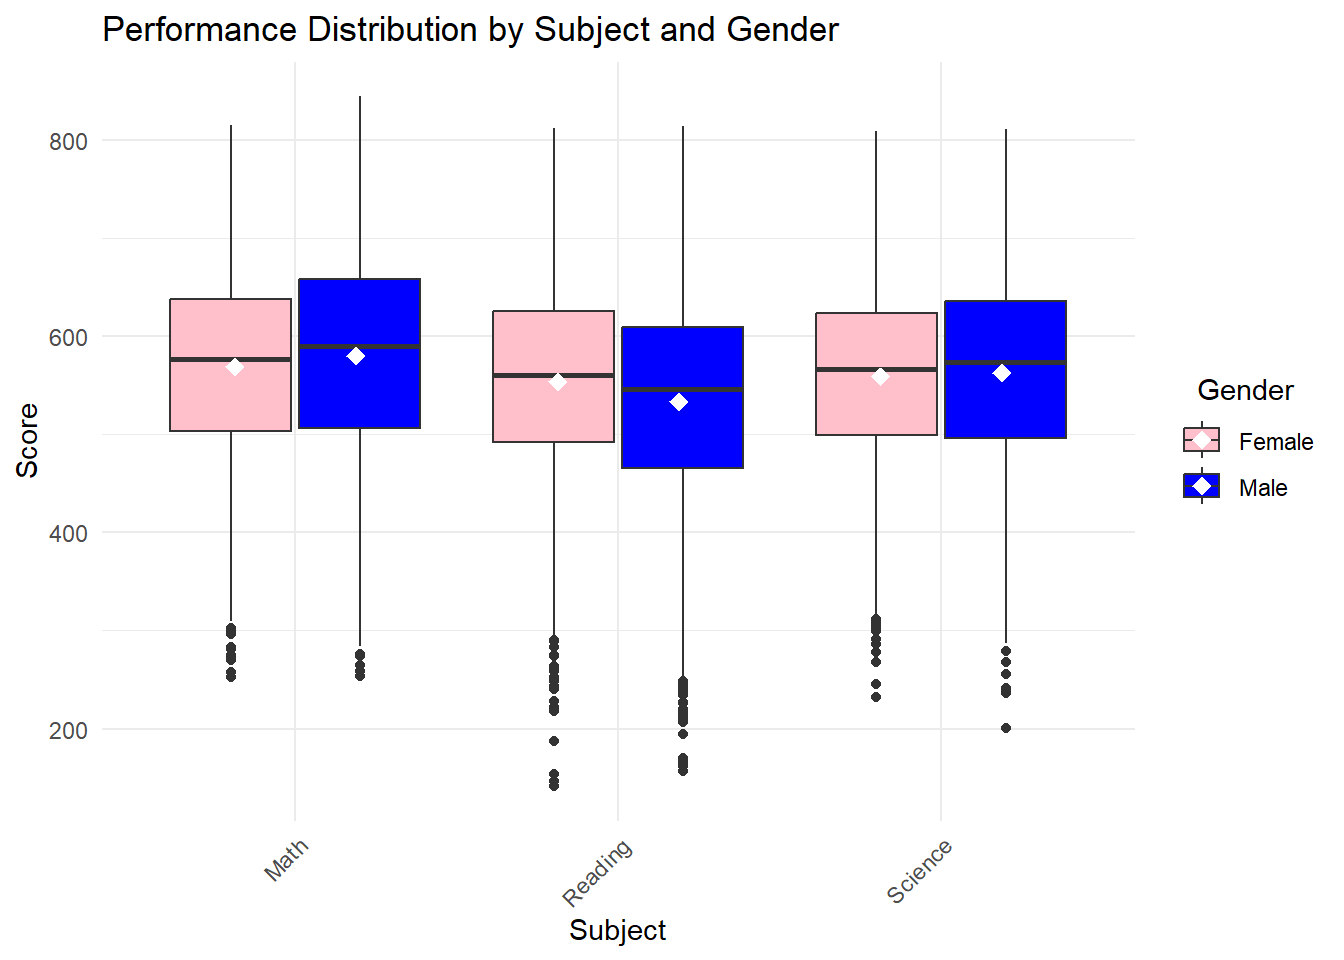 Performance Distribution by Subject and Gender
800
600
400
200
Score
Math
Reading
Science
Subject
Gender
Female
Male